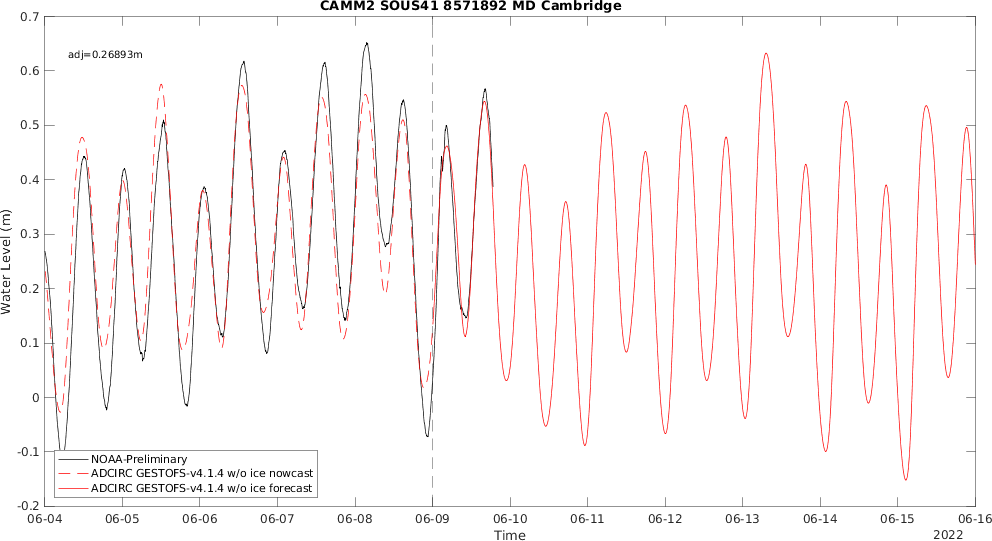 CAMM2 SOUS41 8571892 MD Cambridge
adj=0.26893m
0.7
0.6
0.5
0.4
0.3
0.2
0.1
0
-0.1
-0.2
Water Level (m)
NOAA-Preliminary
ADCIRC GESTOFS-v4.1.4 w/o ice nowcast
ADCIRC GESTOFS-v4.1.4 w/o ice forecast
06-04 06-05 06-06 06-07 06-08 06-09 06-10 06-11 06-12 06-13 06-14 06-15 06-16
Time
2022